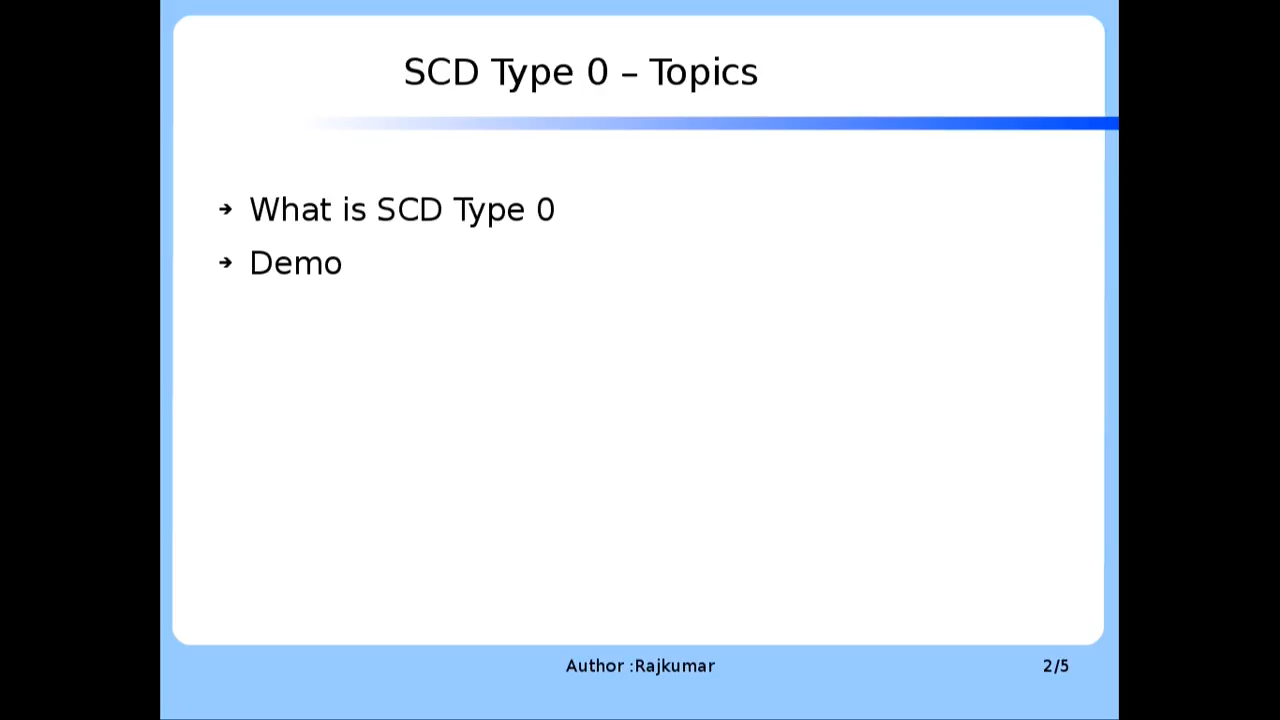 SCD Type 0 – Topics
➔ What is SCD Type 0
➔ Demo
Author :Rajkumar
2/5